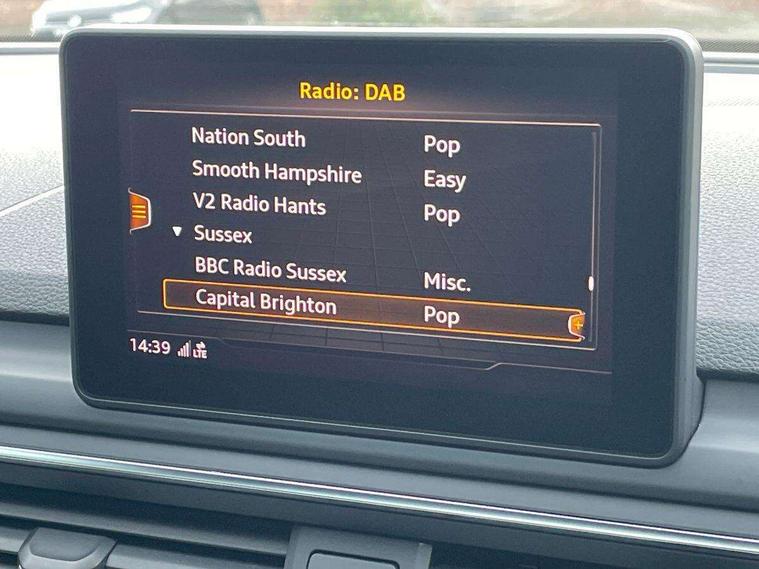 Radio: DAB
Nation South Pop
Smooth Hampshire Easy
V2 Radio Hants Pop
Sussex
BBC Radio Sussex Misc.
Capital Brighton Pop
14:39 LTE